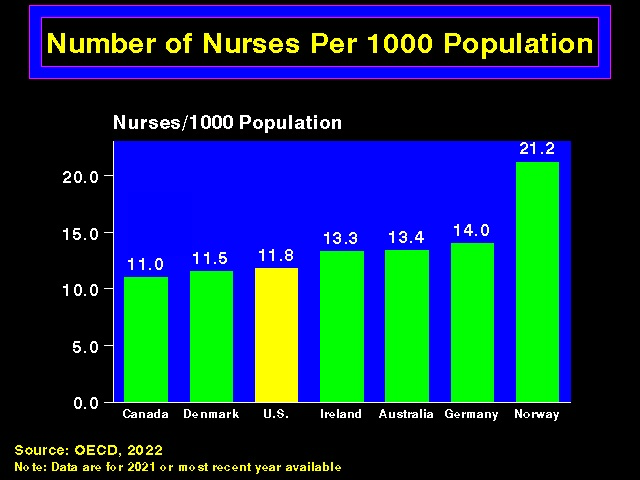 Number of Nurses Per 1000 Population
Nurses/1000 Population
21.2
20.0
15.0
11.0 11.5 11.8 13.3 13.4 14.0
10.0
5.0
0.0
Canada Denmark U.S. Ireland Australia Germany Norway
Source: OECD, 2022
Note: Data are for 2021 or most recent year available